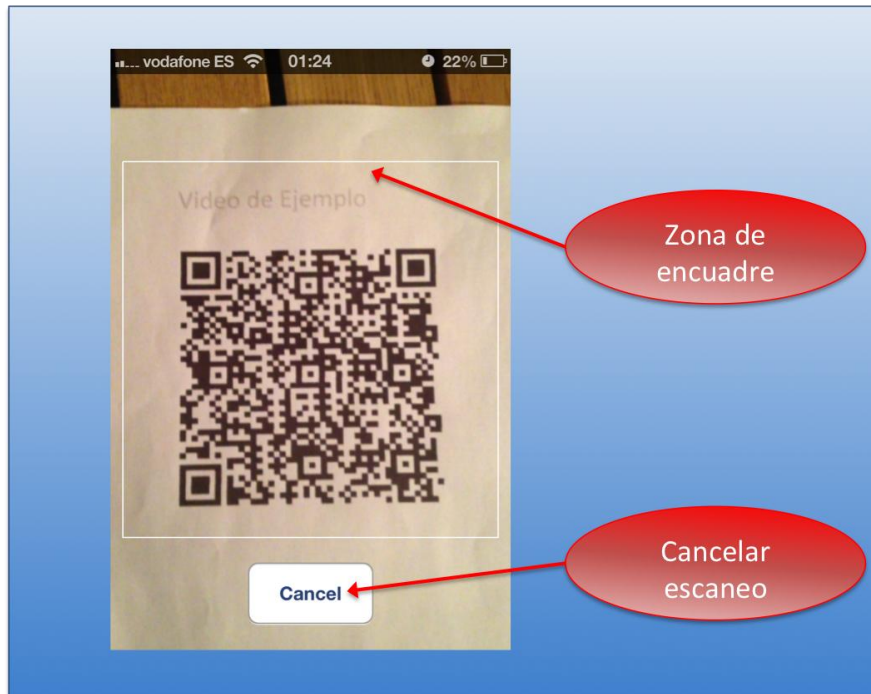 vodafone ES 01:24 22%
Video de Ejemplo
Zona de
encuadre
Cancel
Cancelar
escaneo